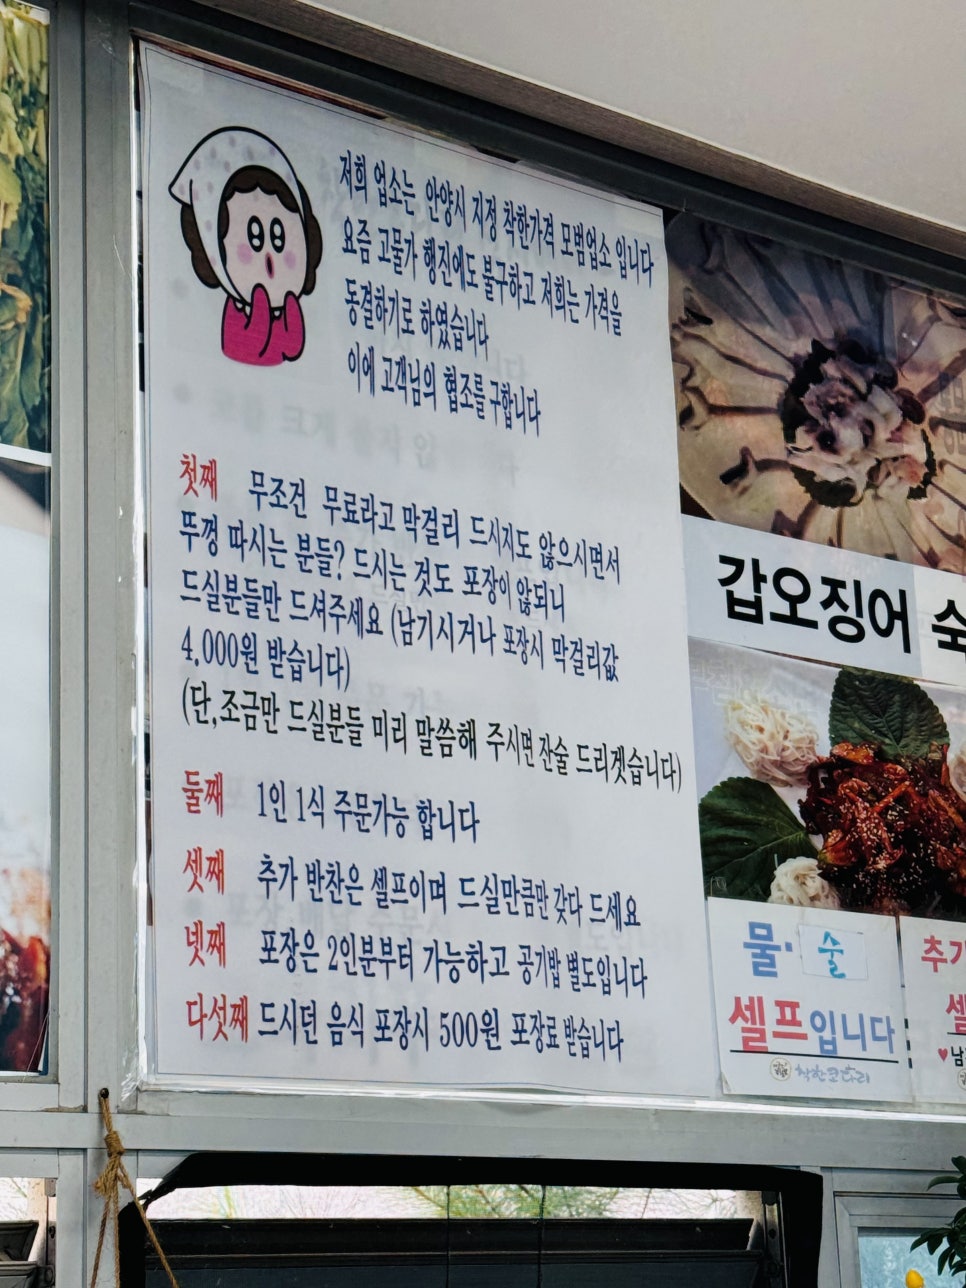 저희 업소는 안양시 지정 착한가격 모범업소 입니다
요즘 고물가 행진에도 불구하고 저희는 가격을
동결하기로 하였습니다
이에 고객님의 협조를 구합니다
첫째 무조건 무료라고 막걸리 드시지도 않으시면서
뚜껑 따시는 분들? 드시는 것도 포장이 않되니
드실분들만 드셔주세요 (남기시거나 포장시 막걸리값
4,000원 받습니다)
(단,조금만 드실분들 미리 말씀해 주시면 잔술 드리겟습니다)
둘째 1인 1식 주문가능 합니다
셋째 추가 반찬은 셀프이며 드실만큼만 갖다 드세요
넷째 포장은 2인분부터 가능하고 공기밥 별도입니다
다섯째 드시던 음식 포장시 500원 포장료 받습니다
갑오징어 숙
물· 술
셀프입니다
착한코다리
추가
셀
♥남